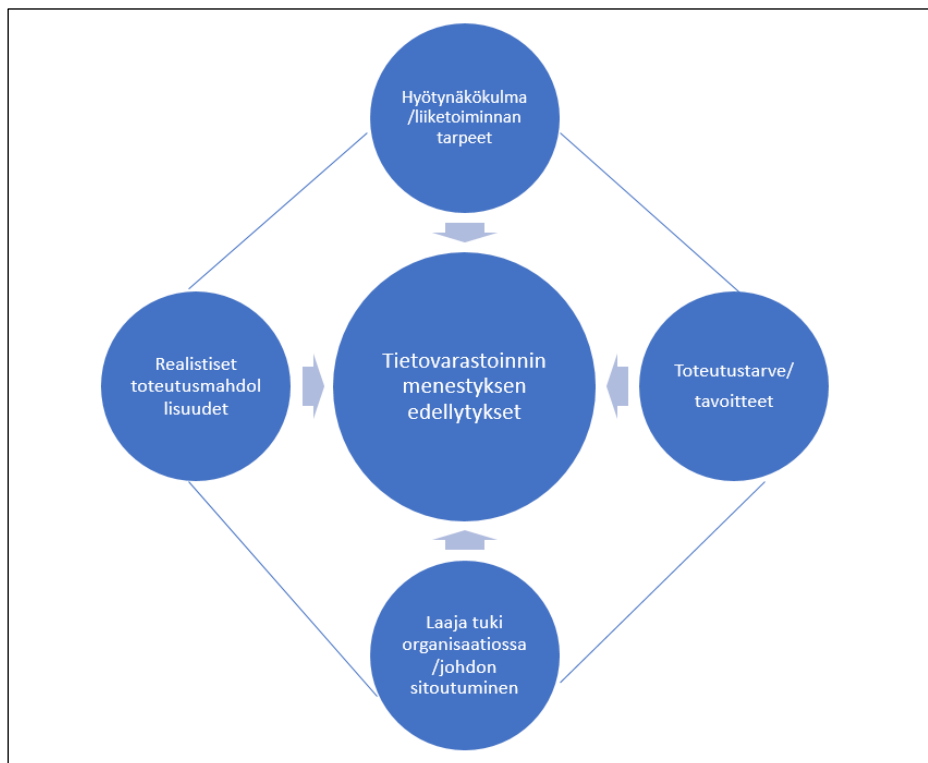 Hyötynäkökulma
/liiketoiminnan
tarpeet
Realistiset
toteutusmahdol
lisuudet
Tietovarastoinnin
menestyksen
edellytykset
Toteutustarve/
tavoitteet
Laaja tuki
organisaatiossa
/johdon
sitoutuminen